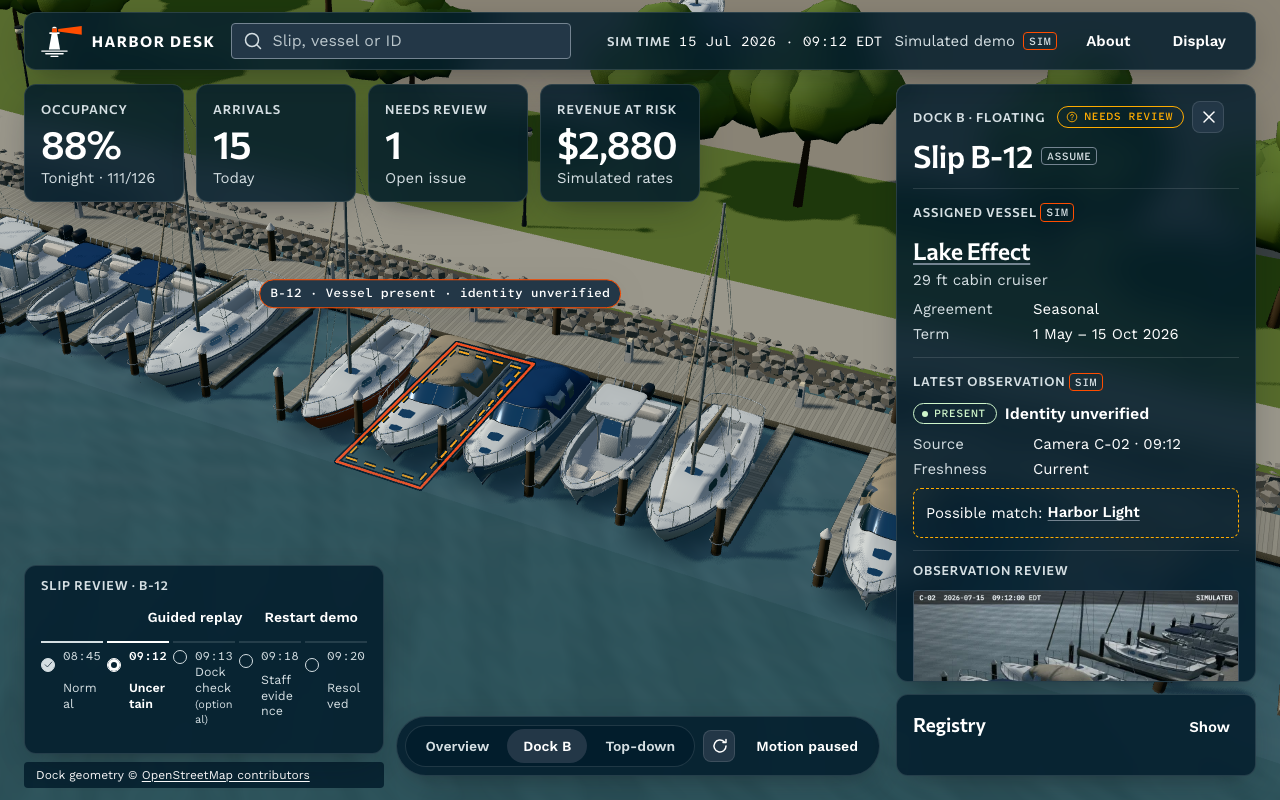 HARBOR DESK
Slip, vessel or ID
SIM TIME 15 Jul 2026 · 09:12 EDT
Simulated demo SIM
About
Display
OCCUPANCY
88%
Tonight · 111/126
ARRIVALS
15
Today
NEEDS REVIEW
1
Open issue
REVENUE AT RISK
$2,880
Simulated rates
B-12 · Vessel present · identity unverified
DOCK B · FLOATING
NEEDS REVIEW
Slip B-12 ASSUME
ASSIGNED VESSEL SIM
Lake Effect
29 ft cabin cruiser
Agreement Seasonal
Term 1 May – 15 Oct 2026
LATEST OBSERVATION SIM
PRESENT Identity unverified
Source Camera C-02 · 09:12
Freshness Current
Possible match: Harbor Light
OBSERVATION REVIEW
C-02 2026-07-15 09:12:00 EDT SIMULATED
SLIP REVIEW · B-12
Guided replay
Restart demo
08:45
Norm
al
09:12
Uncer
tain
09:13
Dock
check
(option
al)
09:18
Staff
evide
nce
09:20
Resol
ved
Dock geometry © OpenStreetMap contributors
Overview
Dock B
Top-down
Motion paused
Registry
Show